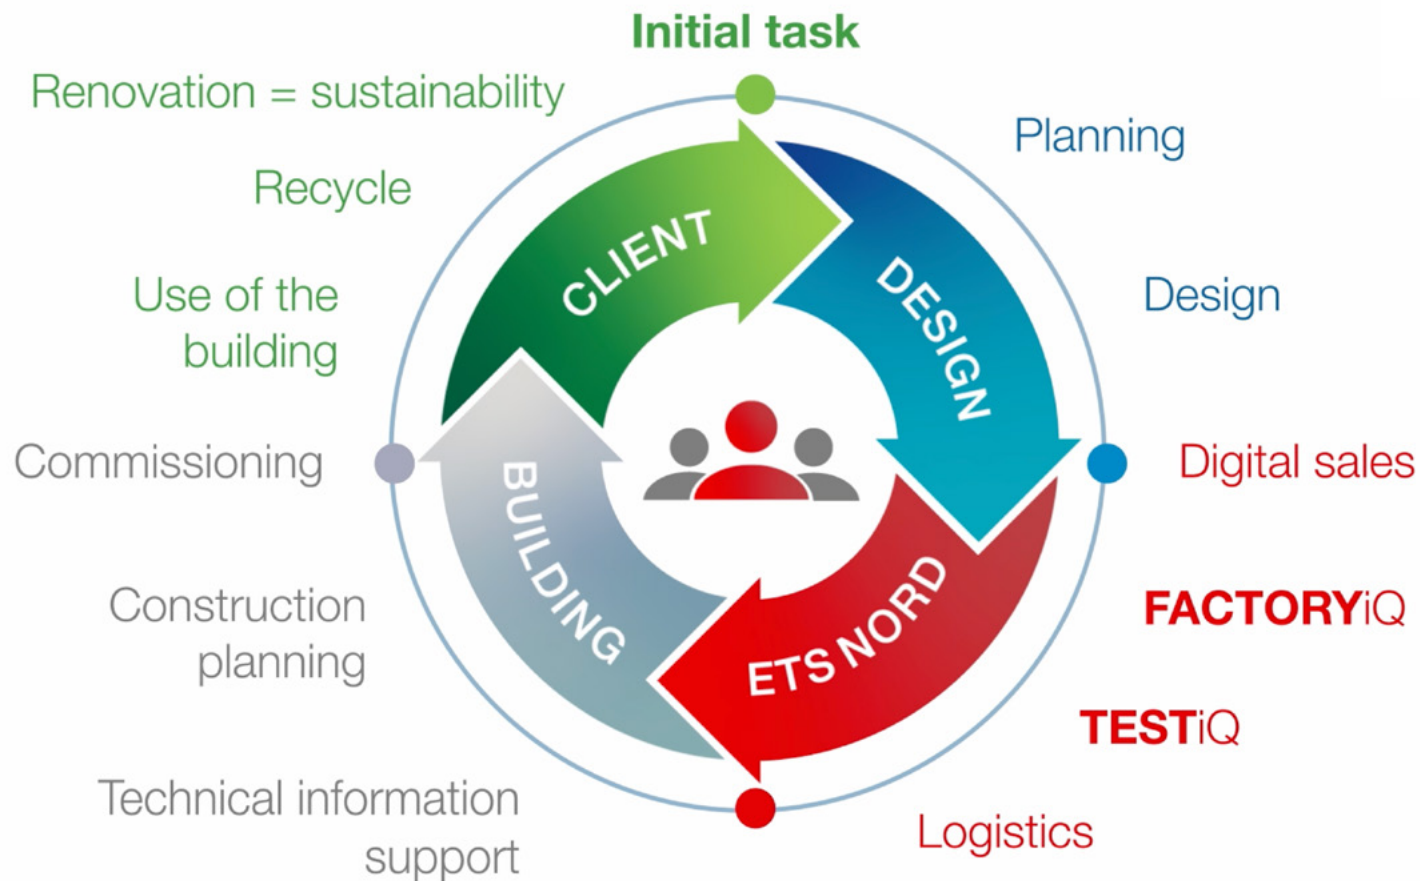 Initial task
Renovation = sustainability
Planning
Recycle
CLIENT
Use of the
building
DESIGN
Design
Commissioning
Digital sales
BUILDING
ETS NORD
Construction
planning
FACTORYiQ
TESTiQ
Technical information
support
Logistics